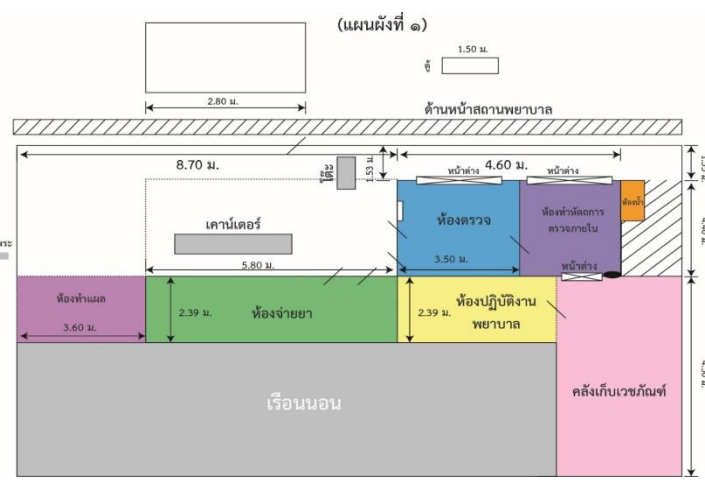 (แผนผังที่ ๑)
1.50 ม.
2.80 ม.
ด้านหน้าสถานพยาบาล
8.70 ม.
โต๊ะ
1.53 ม.
4.60 ม.
หน้าต่าง
หน้าต่าง
เคาน์เตอร์
ห้องตรวจ
ห้องทำหัตถการ
ตรวจภายใน
ห้องน้ำ
พระ
5.80 ม.
3.50 ม.
หน้าต่าง
ห้องทำแผล
3.60 ม.
2.39 ม.
ห้องจ่ายยา
2.39 ม.
ห้องปฏิบัติงาน
พยาบาล
คลังเก็บเวชภัณฑ์
เรือนนอน